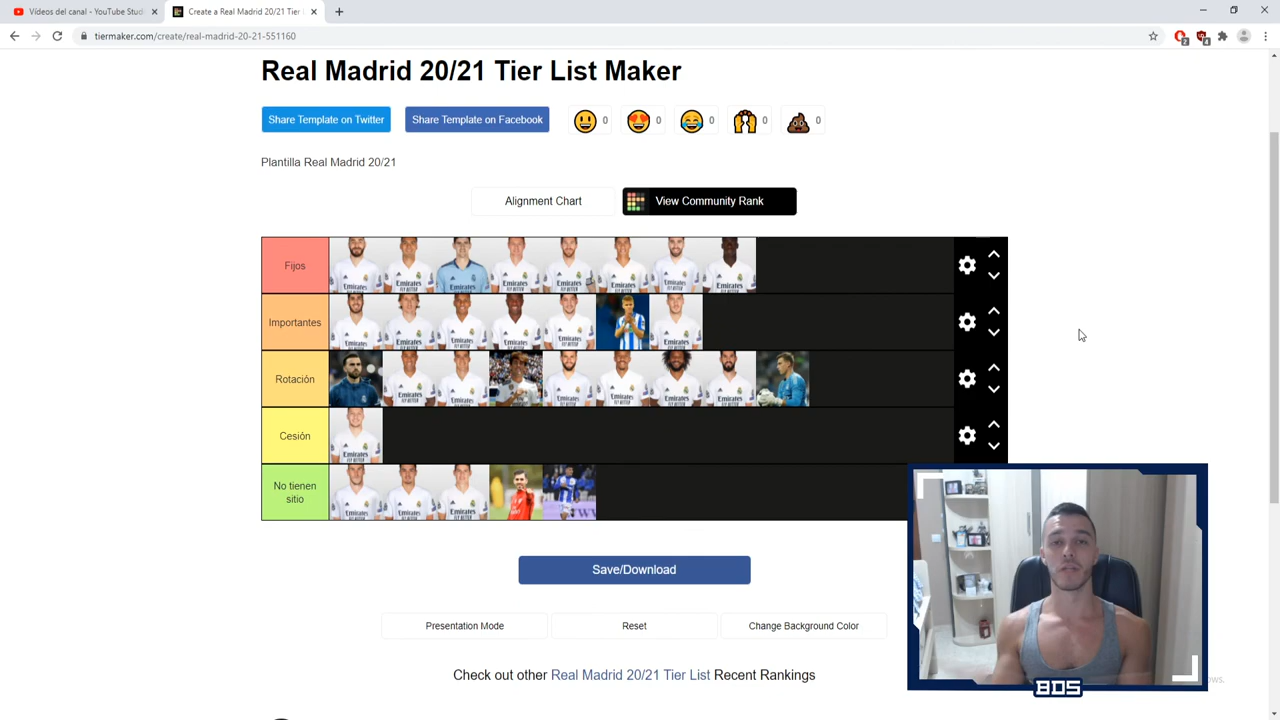 Vídeos del canal - YouTube Stud
Create a Real Madrid 20/21 Tier
tiermaker.com/create/real-madrid-20-21-551160
2
4
Real Madrid 20/21 Tier List Maker
Share Template on Twitter
Share Template on Facebook
0
0
0
0
0
Plantilla Real Madrid 20/21
Alignment Chart
View Community Rank
Fijos
Importantes
Rotación
Cesión
No tienen
sitio
Save/Download
Presentation Mode
Reset
Change Background Color
Check out other Real Madrid 20/21 Tier List Recent Rankings
BDS